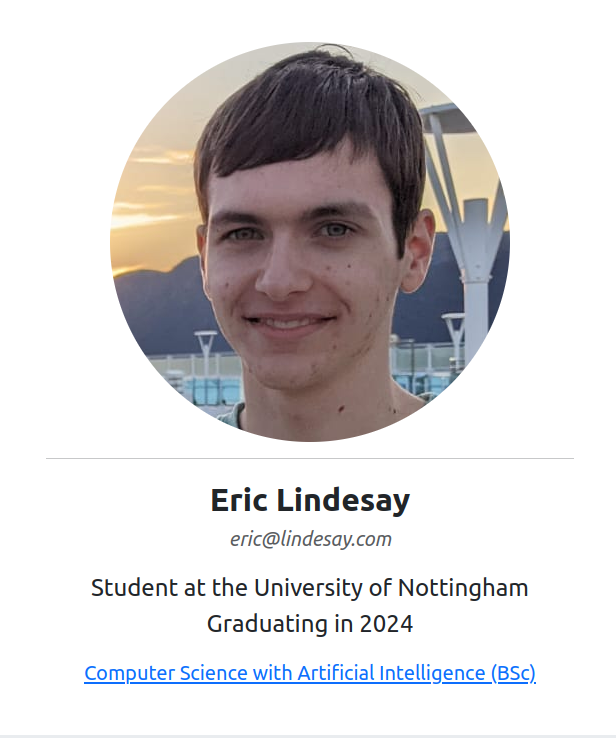 Eric Lindesay
eric@lindesay.com
Student at the University of Nottingham
Graduating in 2024
Computer Science with Artificial Intelligence (BSc)